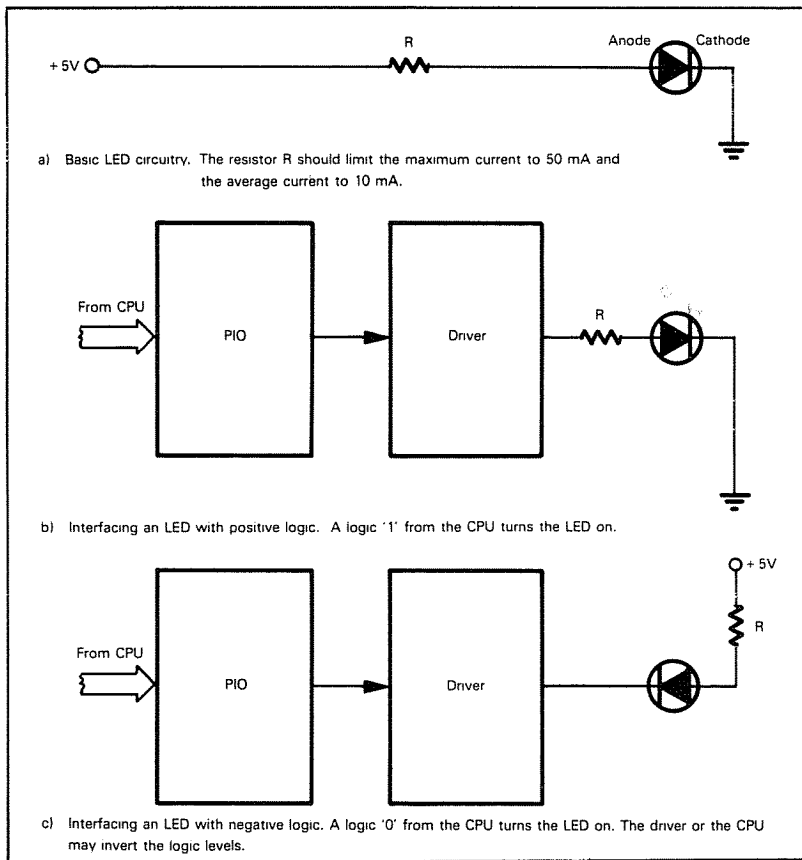 R
Anode Cathode
+ 5V
a) Basic LED circuitry. The resistor R should limit the maximum current to 50 mA and
the average current to 10 mA.
From CPU
PIO
Driver
R
b) Interfacing an LED with positive logic. A logic '1' from the CPU turns the LED on.
+ 5V
R
From CPU
PIO
Driver
c) Interfacing an LED with negative logic. A logic '0' from the CPU turns the LED on. The driver or the CPU
may invert the logic levels.